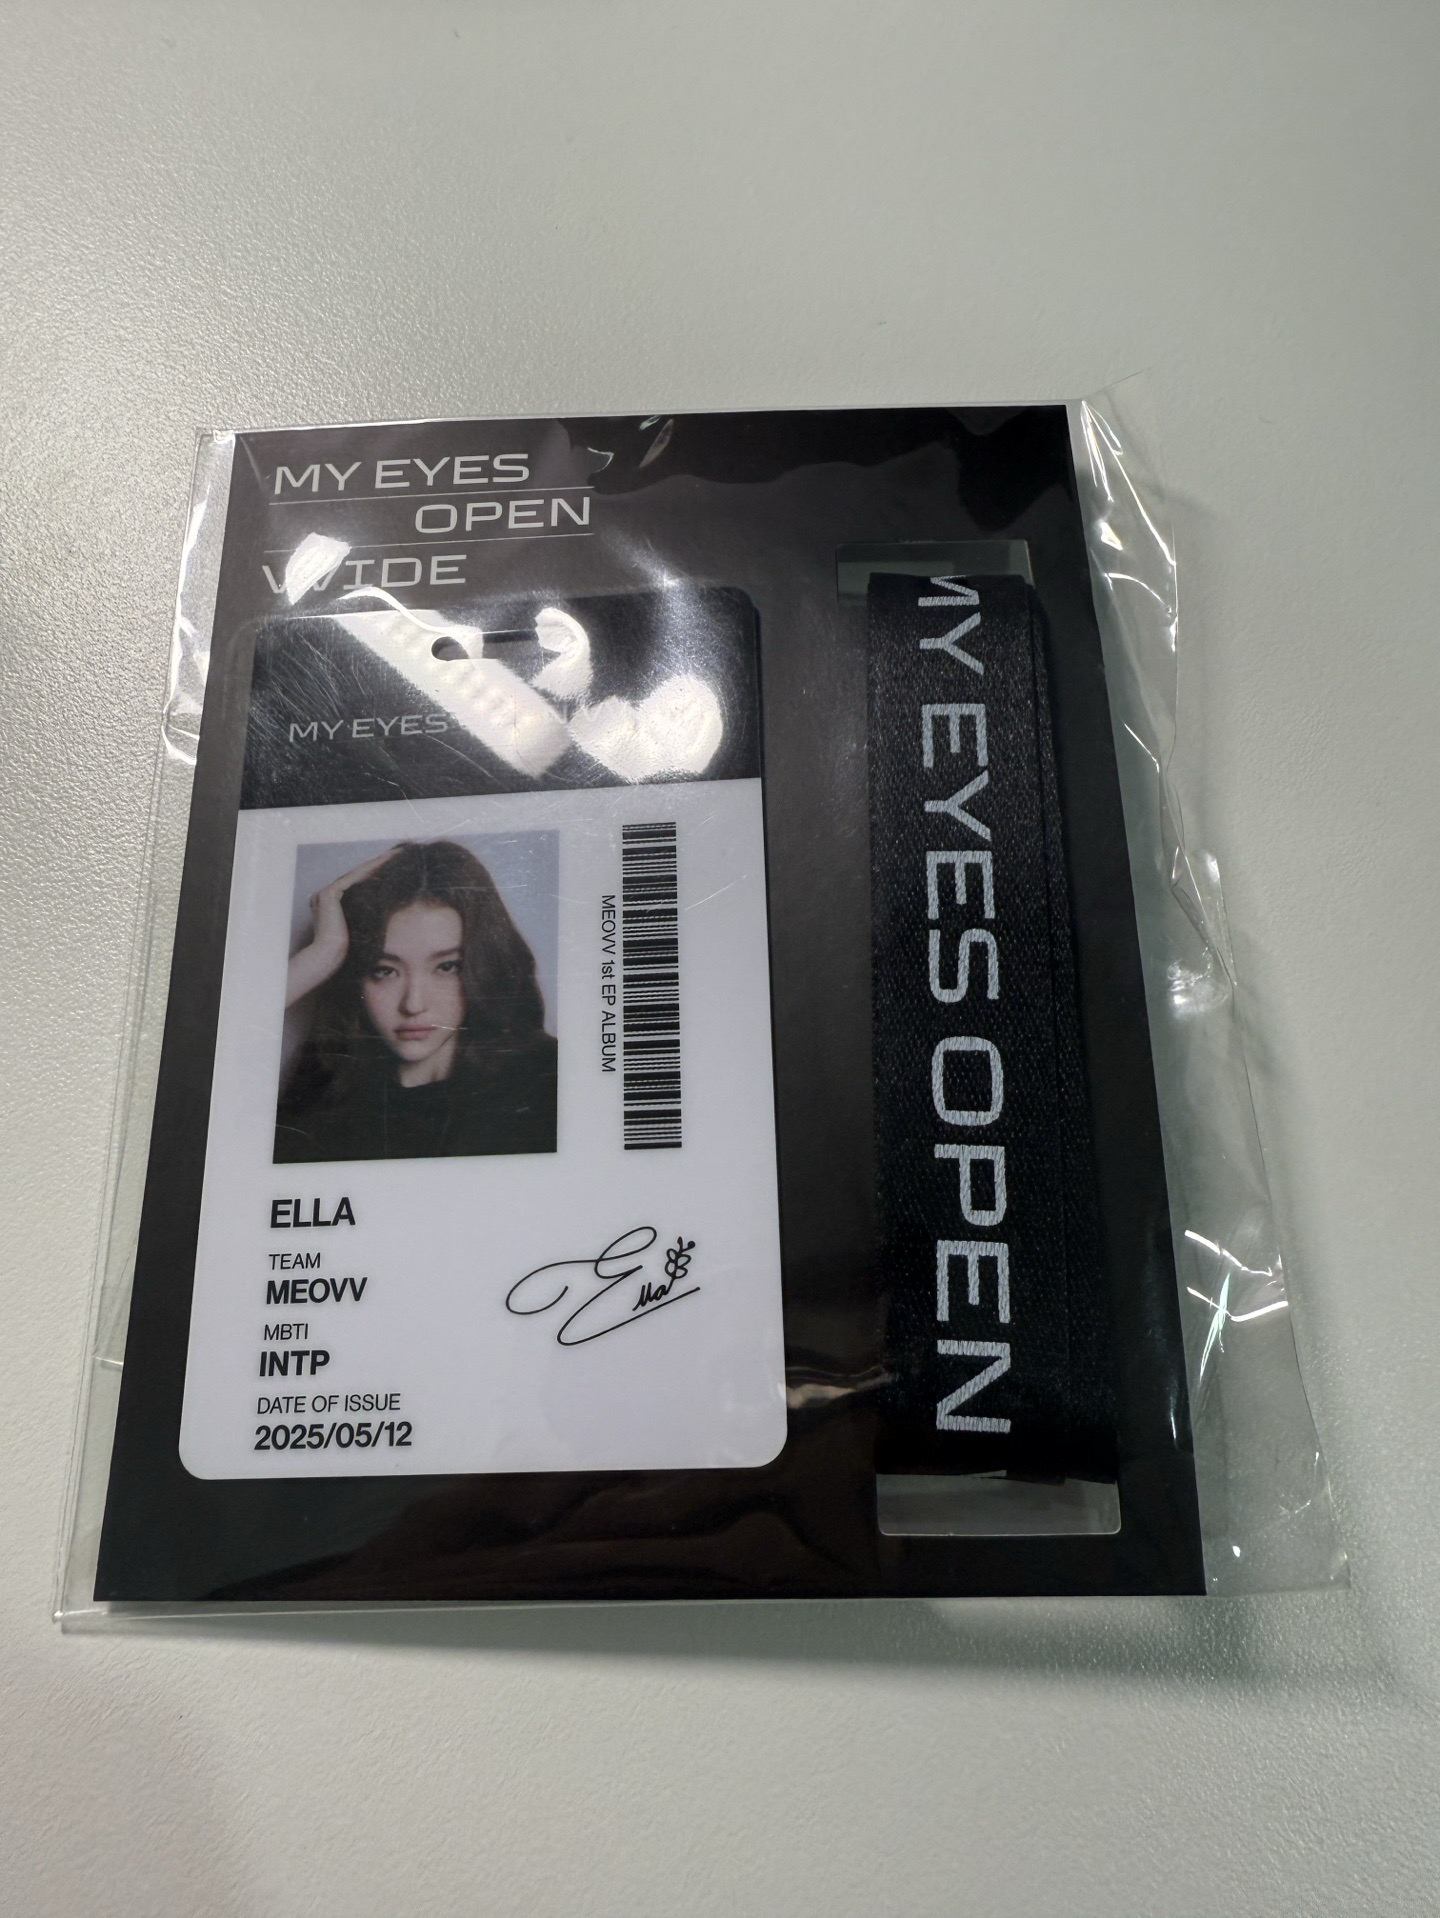 MY EYES
OPEN
VVIDE
MY EYES
MEOVV 1st EP ALBUM
ELLA
TEAM
MEOVV
MBTI
INTP
DATE OF ISSUE
2025/05/12
Ella
MY EYES OPEN